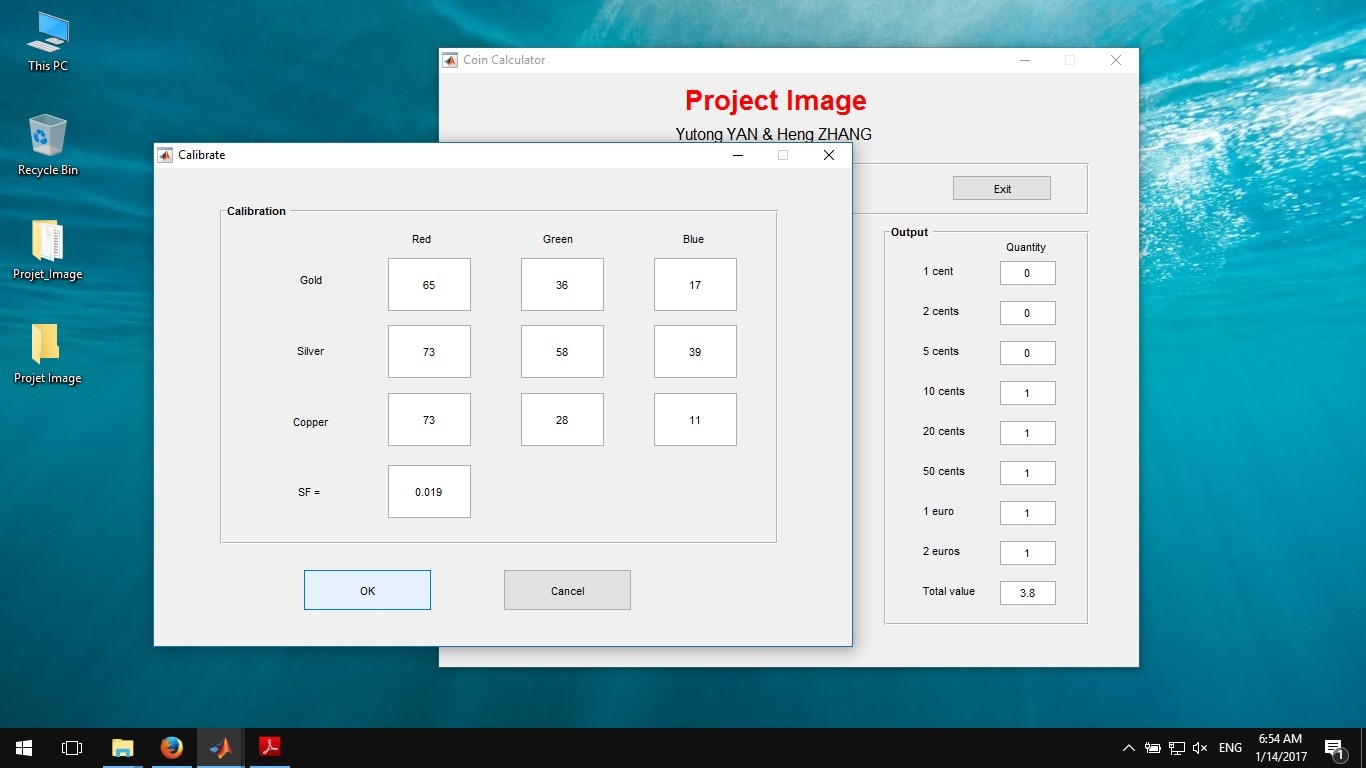 This PC
Recycle Bin
Projet_Image
Projet Image
Coin Calculator
Project Image
Yutong YAN & Heng ZHANG
Exit
Output
Quantity
1 cent 0
2 cents 0
5 cents 0
10 cents 1
20 cents 1
50 cents 1
1 euro 1
2 euros 1
Total value 3.8
Calibrate
Calibration
Red Green Blue
Gold 65 36 17
Silver 73 58 39
Copper 73 28 11
SF = 0.019
OK Cancel
ENG
6:54 AM
1/14/2017
1